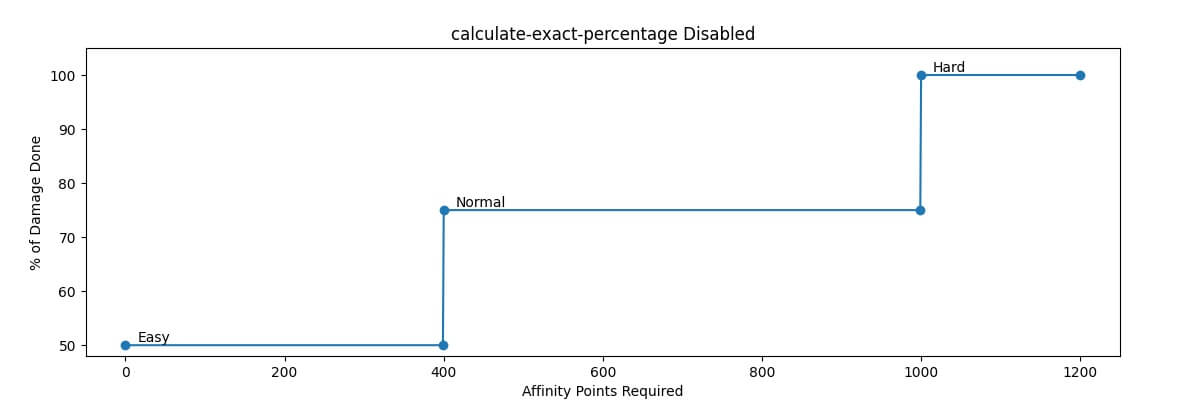 calculate-exact-percentage Disabled
% of Damage Done
100
90
80
70
60
50
Hard
Normal
Easy
0 200 400 600 800 1000 1200
Affinity Points Required